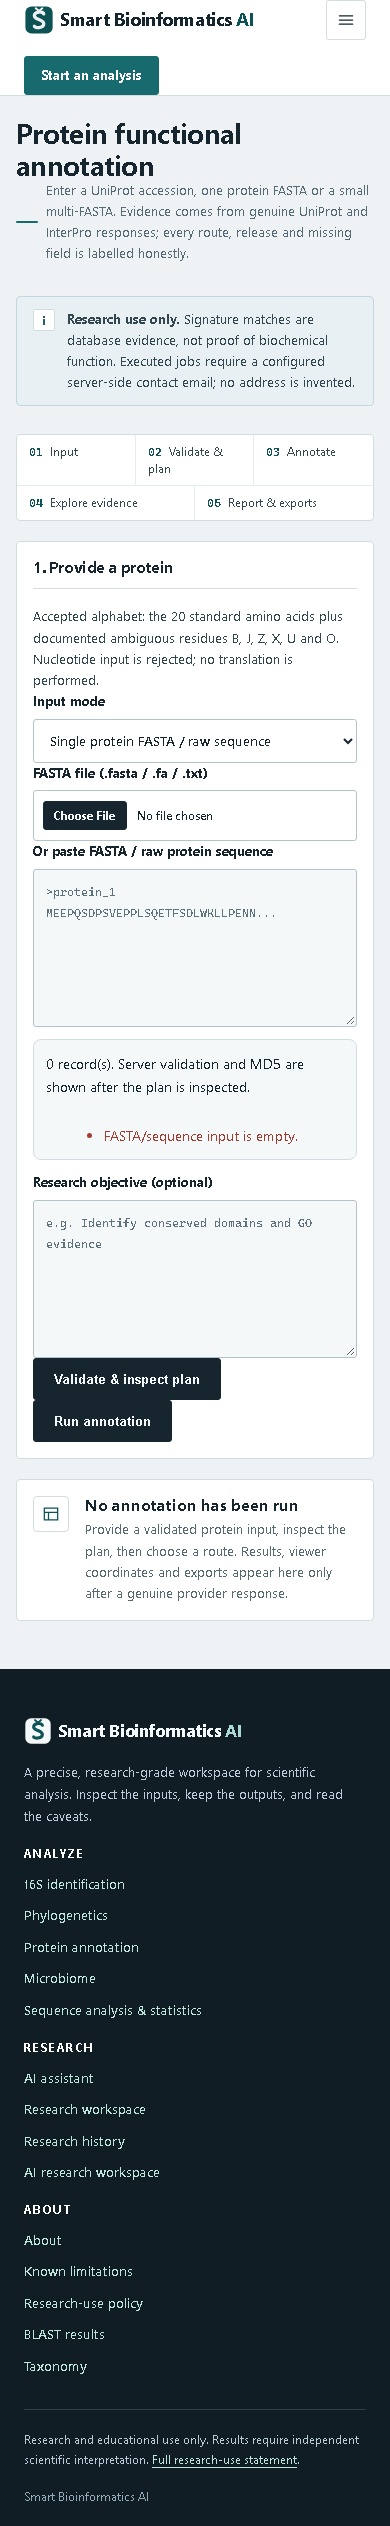 Smart Bioinformatics AI
Start an analysis
Protein functional
annotation
Enter a UniProt accession, one protein FASTA or a small
multi-FASTA. Evidence comes from genuine UniProt and
InterPro responses; every route, release and missing
field is labelled honestly.
i
Research use only. Signature matches are
database evidence, not proof of biochemical
function. Executed jobs require a configured
server-side contact email; no address is invented.
01 Input
02 Validate &
plan
03 Annotate
04 Explore evidence
05 Report & exports
1. Provide a protein
Accepted alphabet: the 20 standard amino acids plus
documented ambiguous residues B, J, Z, X, U and O.
Nucleotide input is rejected; no translation is
performed.
Input mode
Single protein FASTA / raw sequence
FASTA file (.fasta / .fa / .txt)
Choose File No file chosen
Or paste FASTA / raw protein sequence
>protein_1
MEEPQSDPSVEPPLSQETFSDLWKLLPENN...
0 record(s). Server validation and MD5 are
shown after the plan is inspected.
• FASTA/sequence input is empty.
Research objective (optional)
e.g. Identify conserved domains and GO
evidence
Validate & inspect plan
Run annotation
No annotation has been run
Provide a validated protein input, inspect the
plan, then choose a route. Results, viewer
coordinates and exports appear here only
after a genuine provider response.
Smart Bioinformatics AI
A precise, research-grade workspace for scientific
analysis. Inspect the inputs, keep the outputs, and read
the caveats.
ANALYZE
16S identification
Phylogenetics
Protein annotation
Microbiome
Sequence analysis & statistics
RESEARCH
AI assistant
Research workspace
Research history
AI research workspace
ABOUT
About
Known limitations
Research-use policy
BLAST results
Taxonomy
Research and educational use only. Results require independent
scientific interpretation. Full research-use statement.
Smart Bioinformatics AI